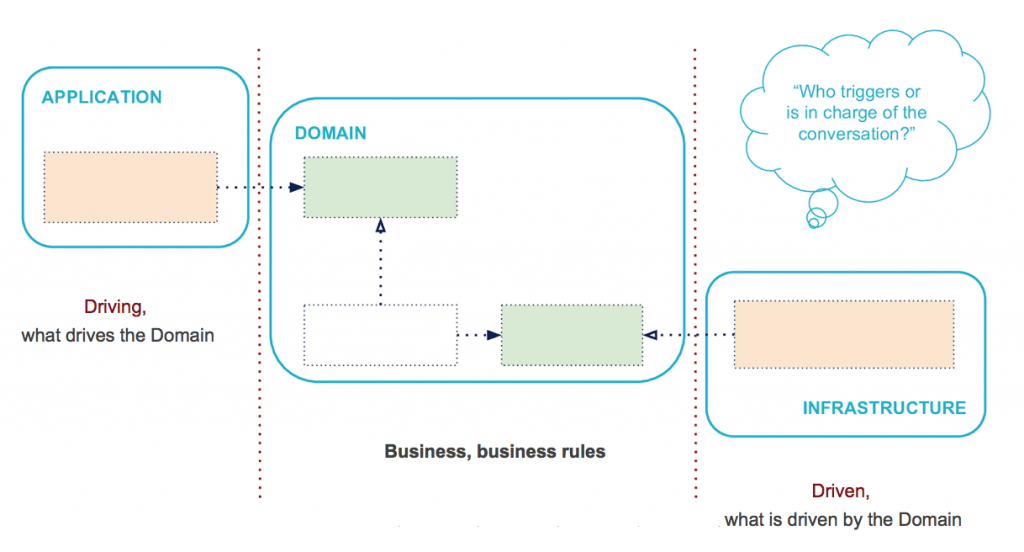 APPLICATION
DOMAIN
“Who triggers or
is in charge of the
conversation?”
Driving,
what drives the Domain
INFRASTRUCTURE
Business, business rules
Driven,
what is driven by the Domain